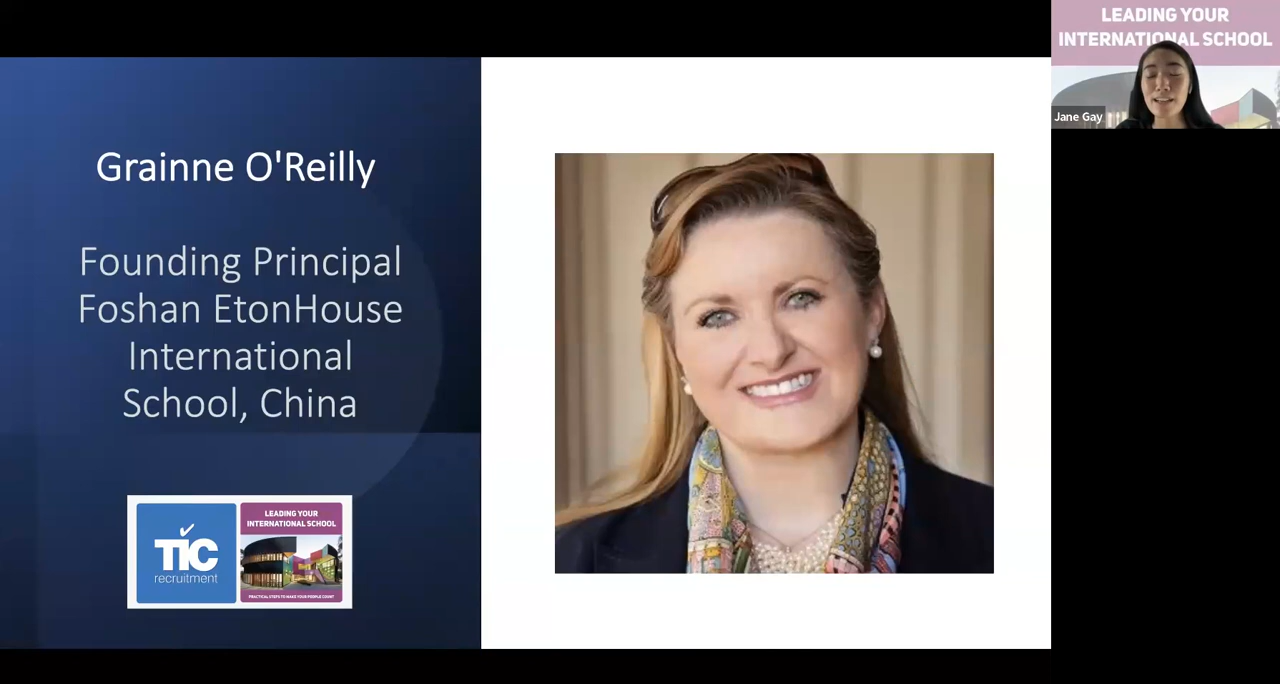 Grainne O'Reilly
Founding Principal
Foshan EtonHouse
International
School, China
TIC
recruitment
LEADING YOUR
INTERNATIONAL SCHOOL
PRACTICAL STEPS TO MAKE YOUR PEOPLE COUNT
LEADING YOUR
INTERNATIONAL SCHOOL
Jane Gay